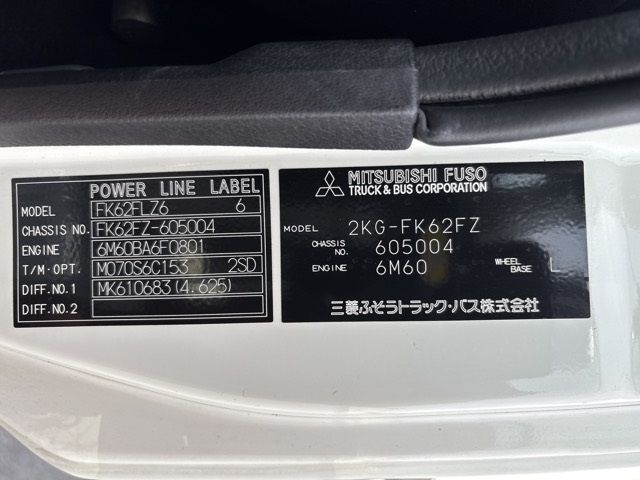 POWER LINE LABEL
MODEL FK62FLZ6 6
CHASSIS NO. FK62FZ-605004
ENGINE 6M60BA6F0801
T/M·OPT. M070S6C153 2SD
DIFF.NO.1 MK610683(4.625)
DIFF.NO.2
MITSUBISHI FUSO
TRUCK & BUS CORPORATION
MODEL 2KG-FK62FZ
CHASSIS NO. 605004
ENGINE 6M60 WHEEL BASE L
三菱ふそうトラック・バス株式会社